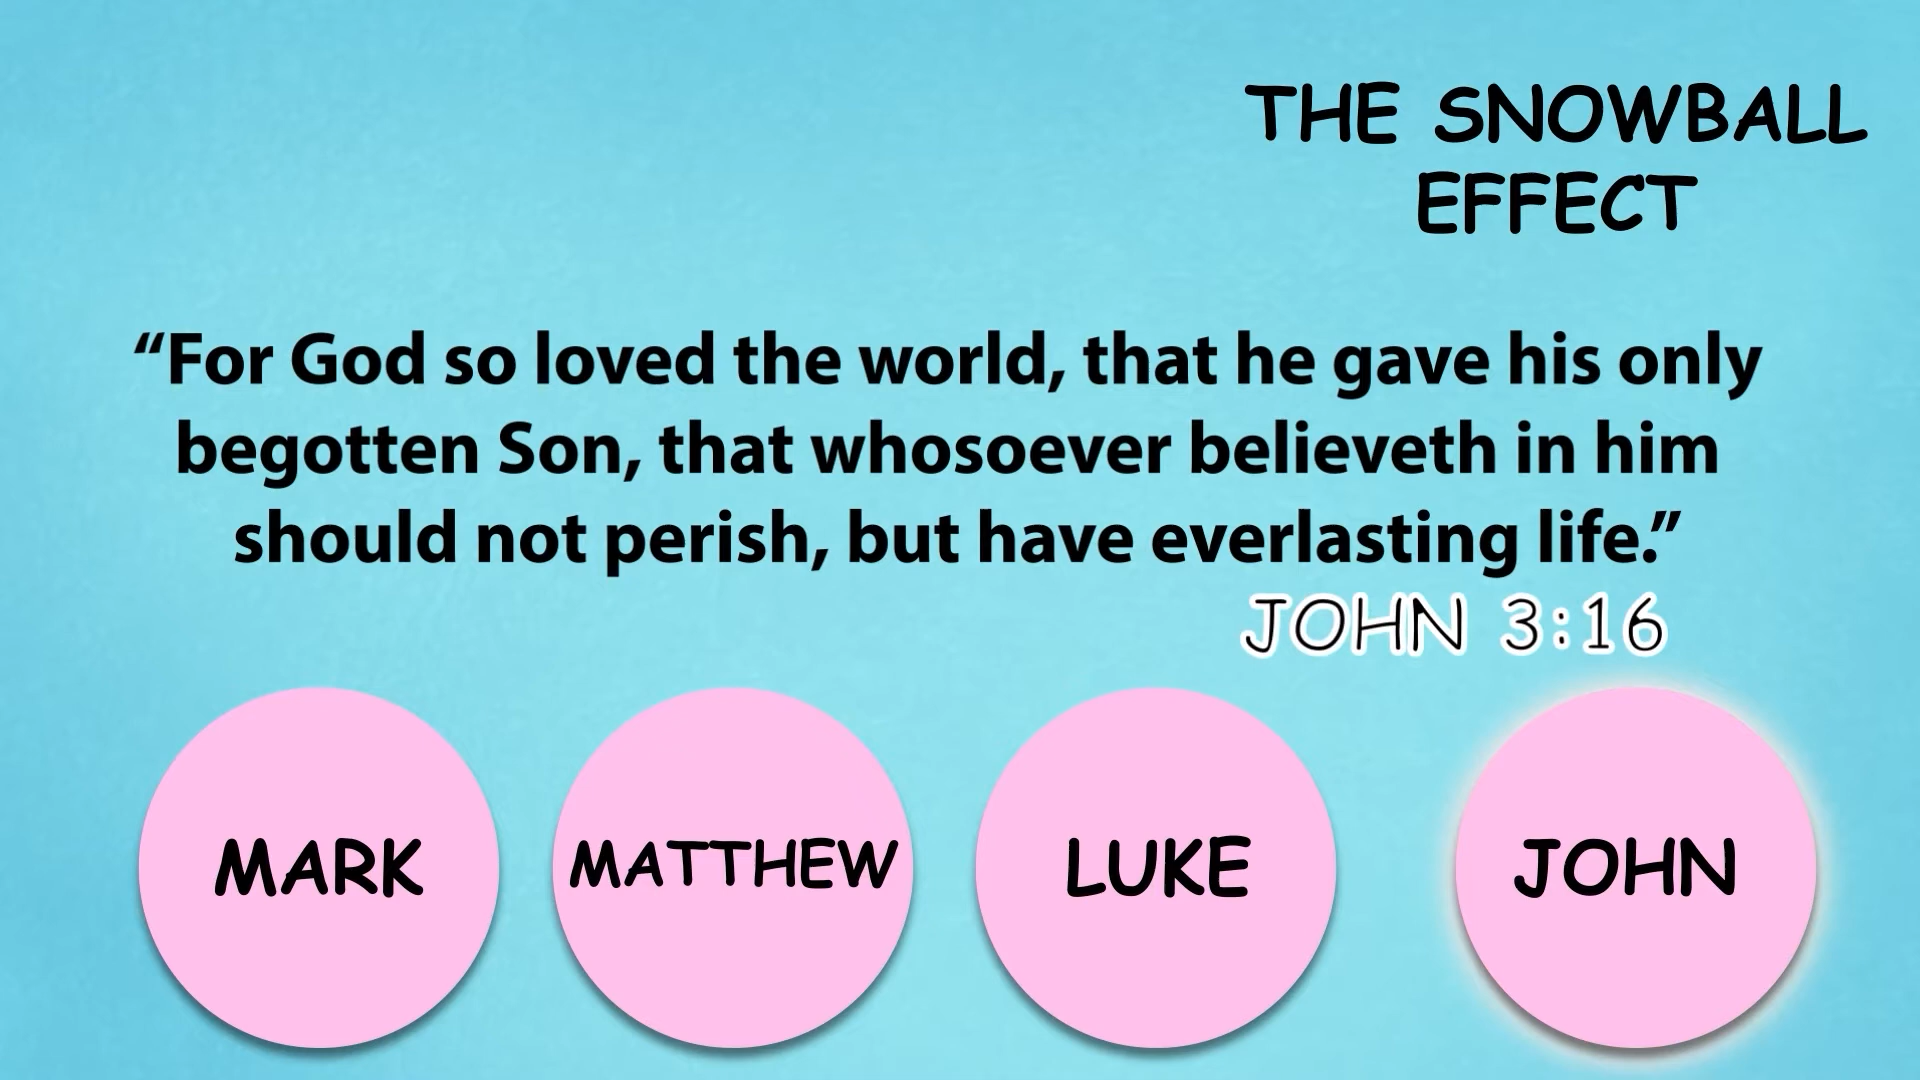 THE SNOWBALL
EFFECT
“For God so loved the world, that he gave his only
begotten Son, that whosoever believeth in him
should not perish, but have everlasting life.”
JOHN 3:16
MARK
MATTHEW
LUKE
JOHN